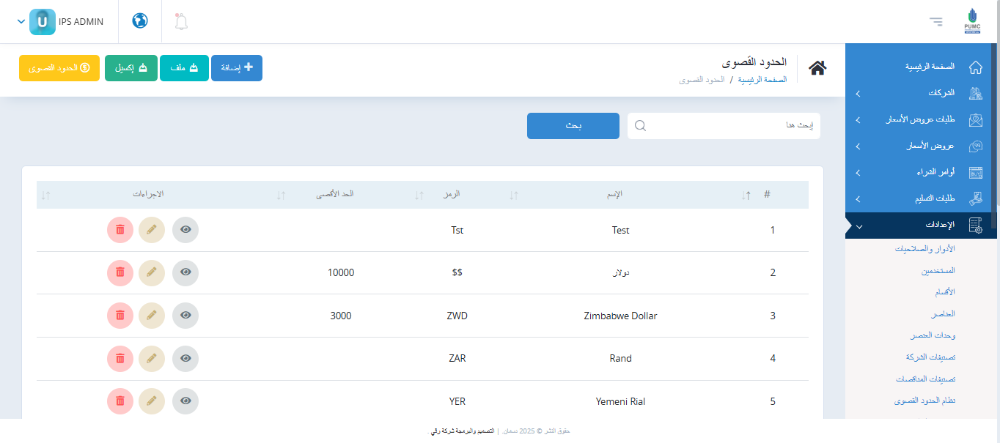 IPS ADMIN
PUMC
الصفحة الرئيسية
الشركات
طلبات عروض الأسعار
عروض الأسعار
أوامر الشراء
طلبات التسليم
الإعدادات
الأدوار والصلاحيات
المستخدمين
الأقسام
العناصر
وحدات العنصر
تصنيفات الشركة
تصنيفات المناقصات
نظام الحدود القصوى
الحدود القصوى
الصفحة الرئيسية / الحدود القصوى
إضافة
ملف
إكسيل
الحدود القصوى
إبحث هنا
بحث
# الإسم الرمز الحد الأقصى الاجراءات
1 Test Tst
2 دولار $$ 10000
3 Zimbabwe Dollar ZWD 3000
4 Rand ZAR
5 Yemeni Rial YER
حقوق النشر © 2025 دسمان. | التصميم والبرمجة شركة رقي .